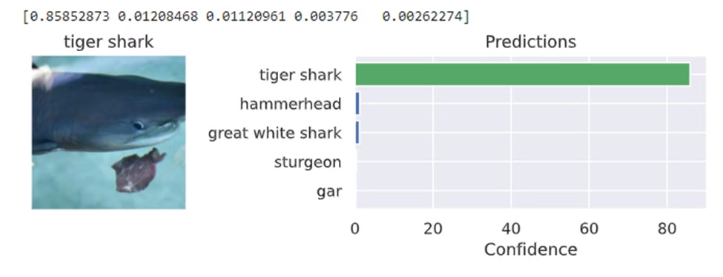 [0.85852873 0.01208468 0.01120961 0.003776 0.00262274]
tiger shark
Predictions
tiger shark
hammerhead
great white shark
sturgeon
gar
0 20 40 60 80
Confidence